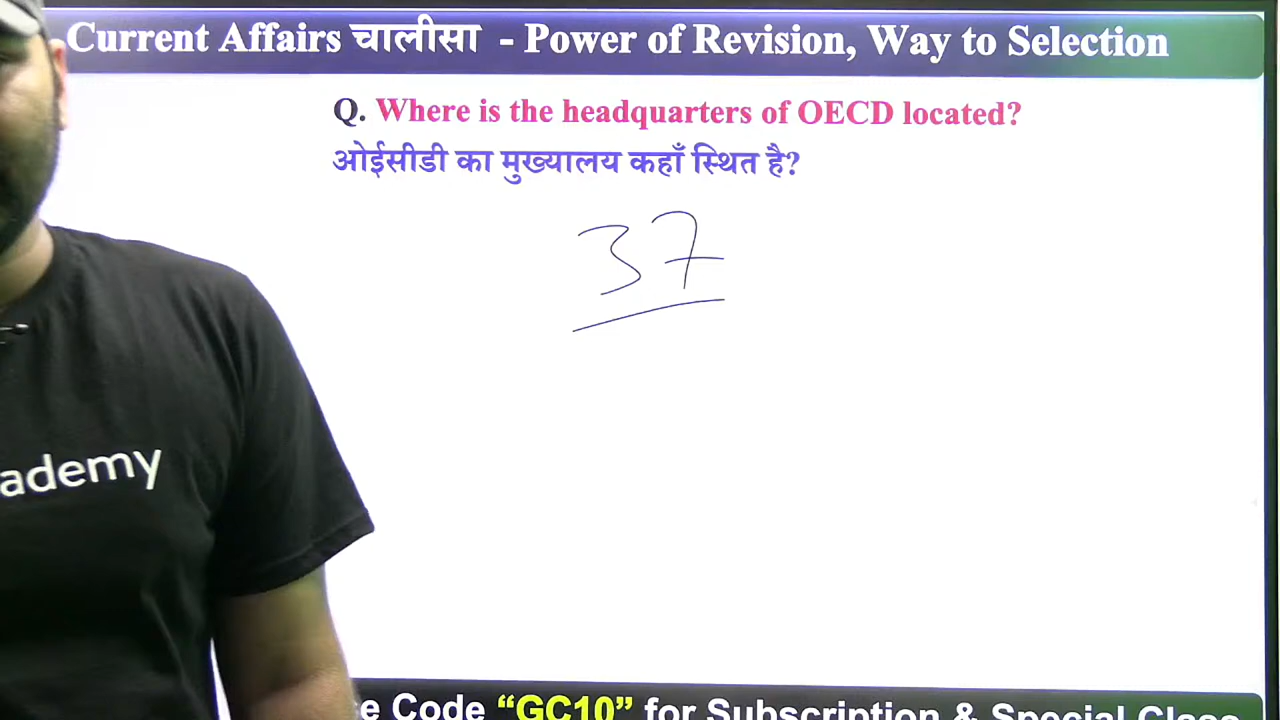 Current Affairs चालीसा - Power of Revision, Way to Selection
Q. Where is the headquarters of OECD located?
ओईसीडी का मुख्यालय कहाँ स्थित है?
37
ademy
e Code “GC10” for Subscription & Special Class